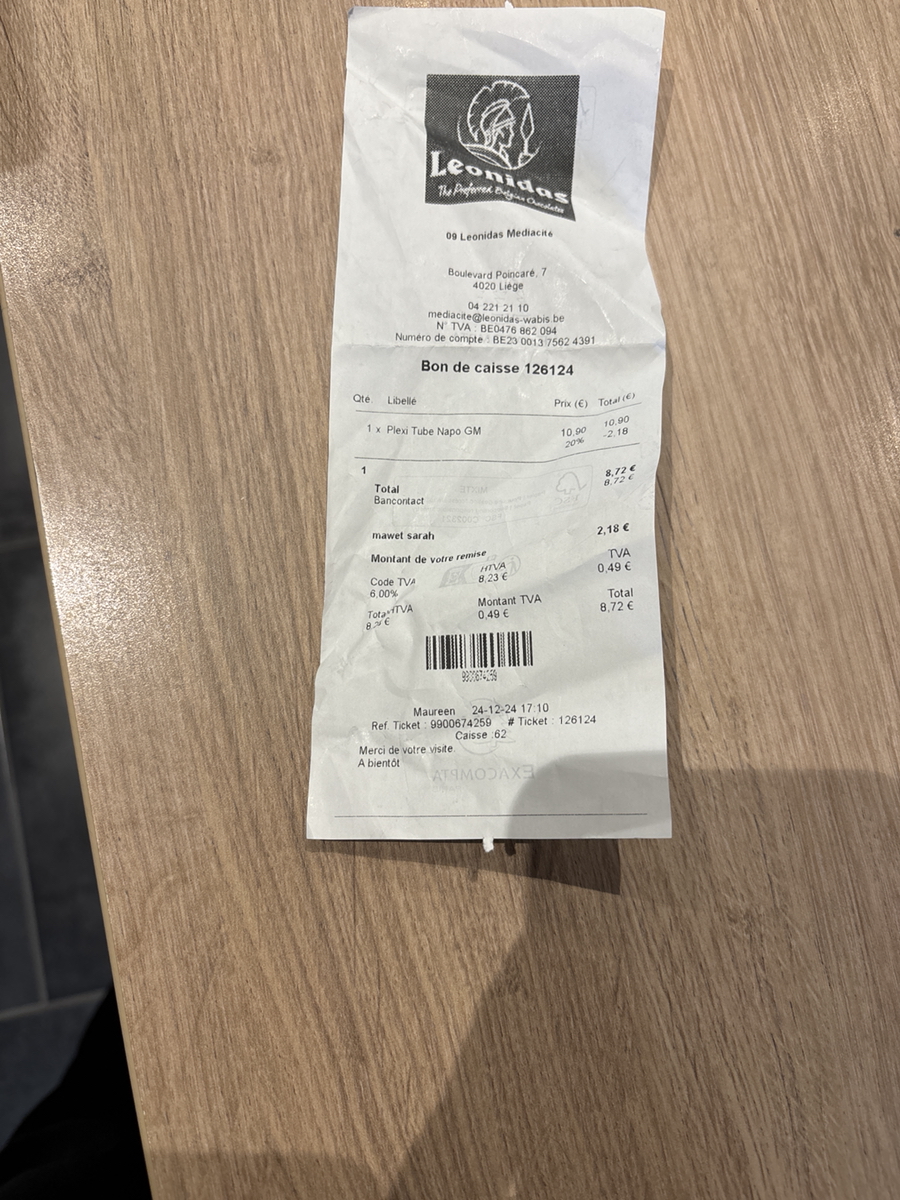 Leonidas
The Preferred Belgian Chocolates
09 Leonidas Mediacité
Boulevard Poincaré, 7
4020 Liége
04 221 21 10
mediacite@leonidas-wabis.be
N° TVA : BE0476 862 094
Numéro de compte : BE23 0013 7562 4391
Bon de caisse 126124
Qté. Libellé Prix (€) Total (€)
1 x Plexi Tube Napo GM 10,90 10,90
20% -2,18
1 8,72 €
Total 8,72 €
Bancontact
mawet sarah 2,18 €
Montant de votre remise
Code TVA HTVA TVA
6,00% 8,23 € 0,49 €
Total HTVA Montant TVA Total
0,49 € 8,72 €
9900674259
Maureen 24-12-24 17:10
Ref. Ticket : 9900674259 # Ticket : 126124
Caisse :62
Merci de votre visite.
A bientôt
EXACOMPTA